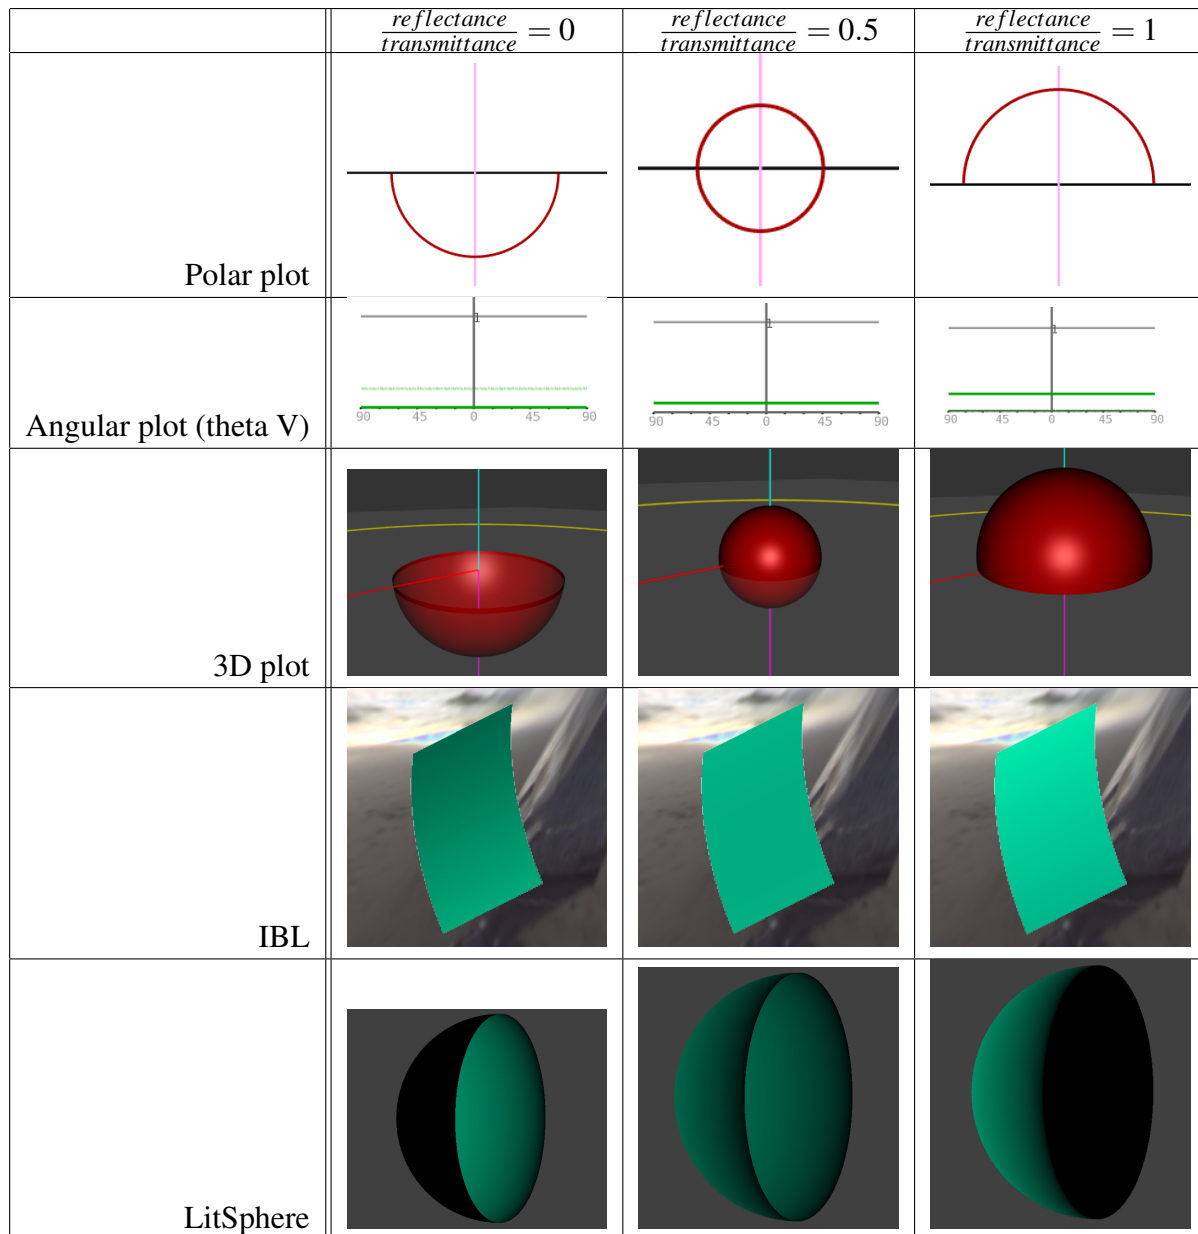 reflectance/transmittance = 0 reflectance/transmittance = 0.5 reflectance/transmittance = 1
Polar plot
1 1 1
90 45 0 45 90 90 45 0 45 90 90 45 0 45 90
Angular plot (theta V)
3D plot
IBL
LitSphere